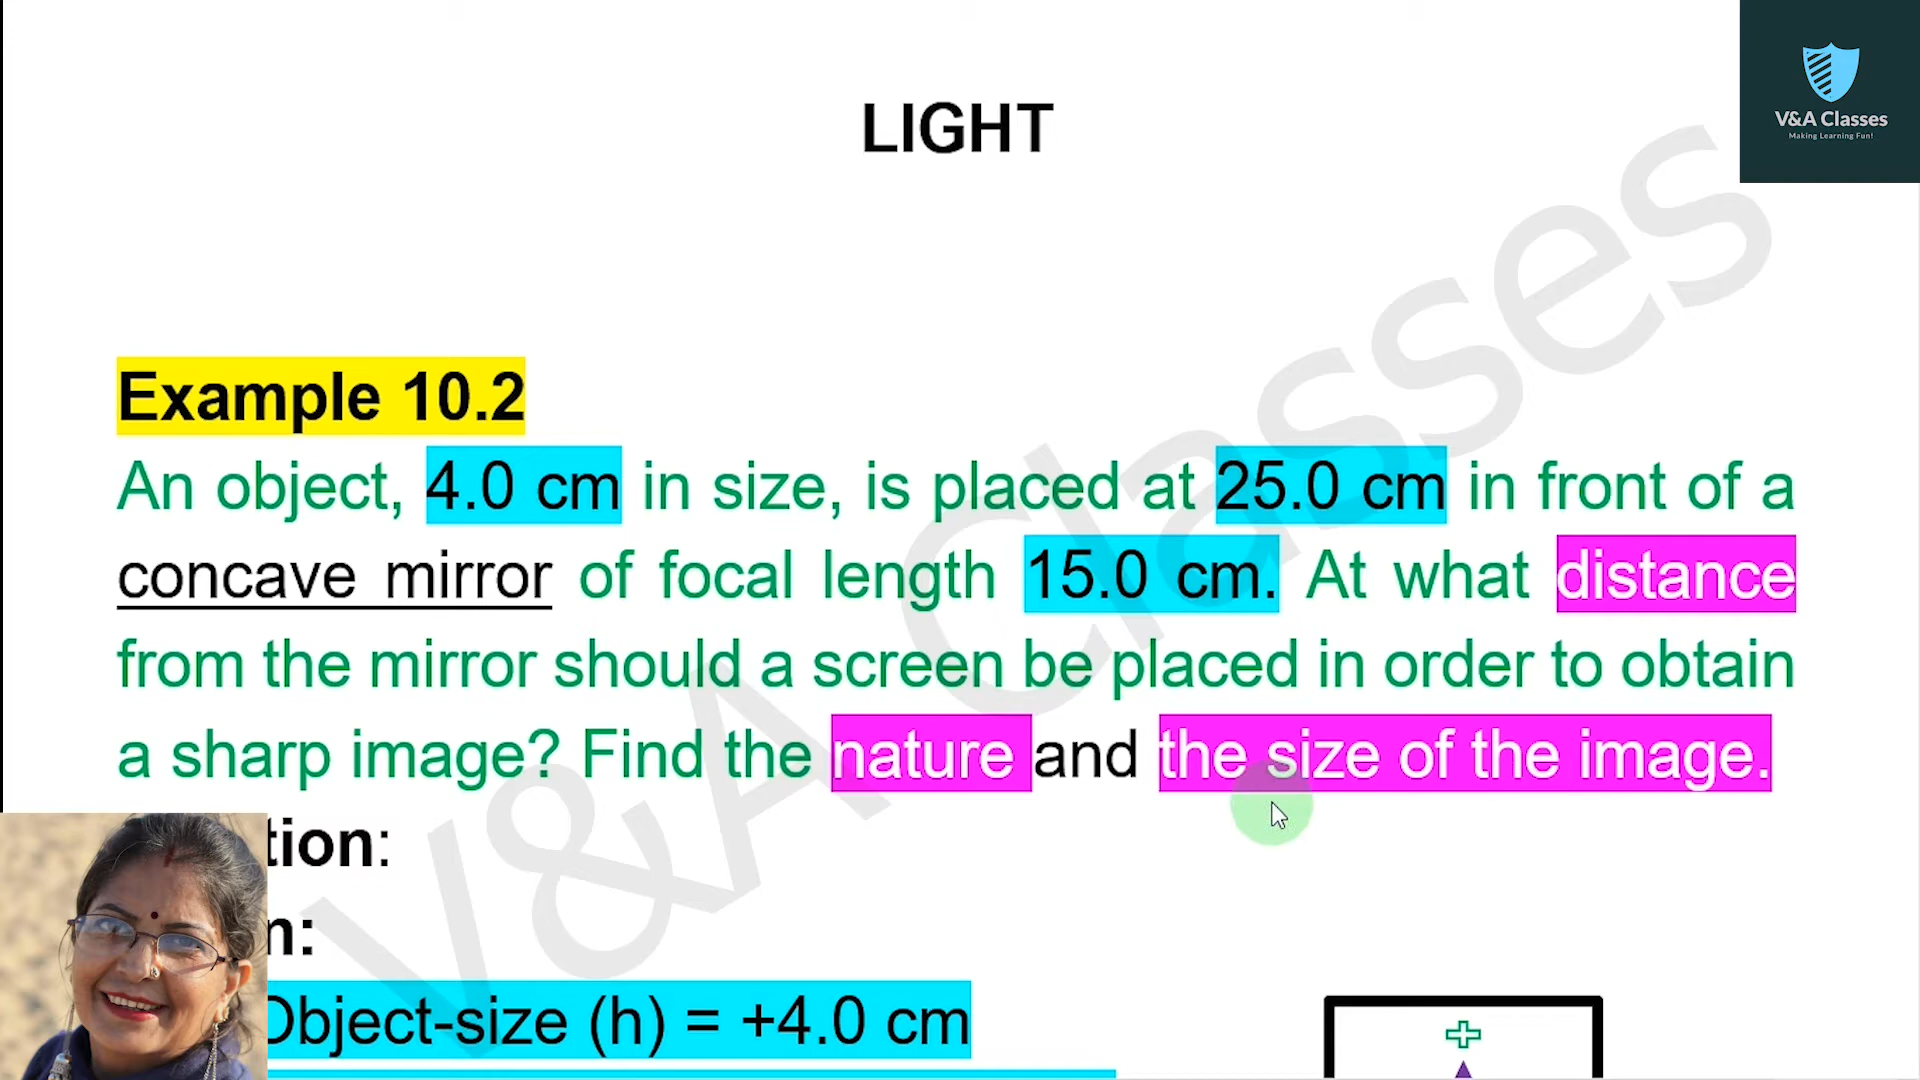 V&A Classes
Making Learning Fun!
LIGHT
Example 10.2
An object, 4.0 cm in size, is placed at 25.0 cm in front of a
concave mirror of focal length 15.0 cm. At what distance
from the mirror should a screen be placed in order to obtain
a sharp image? Find the nature and the size of the image.
tion:
n:
Object-size (h) = +4.0 cm
V&A Classes